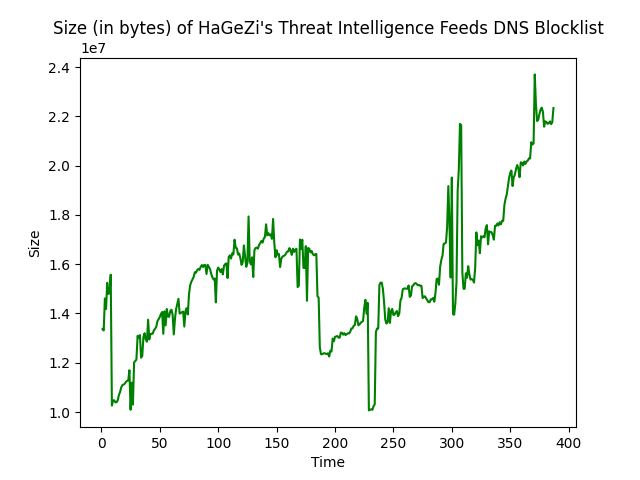 Size (in bytes) of HaGeZi's Threat Intelligence Feeds DNS Blocklist
1e7
2.4
2.2
2.0
1.8
1.6
1.4
1.2
1.0
Size
0 50 100 150 200 250 300 350 400
Time